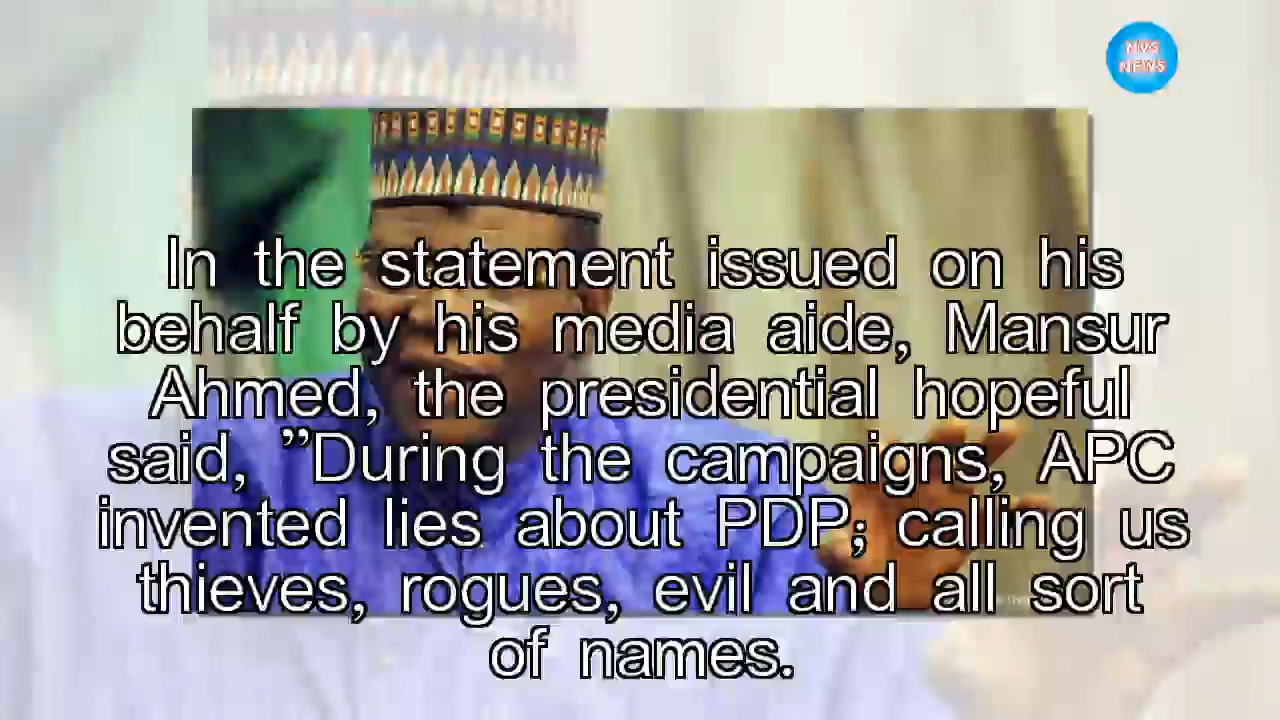 MVS
NEWS
In the statement issued on his
behalf by his media aide, Mansur
Ahmed, the presidential hopeful
said, ”During the campaigns, APC
invented lies about PDP; calling us
thieves, rogues, evil and all sort
of names.